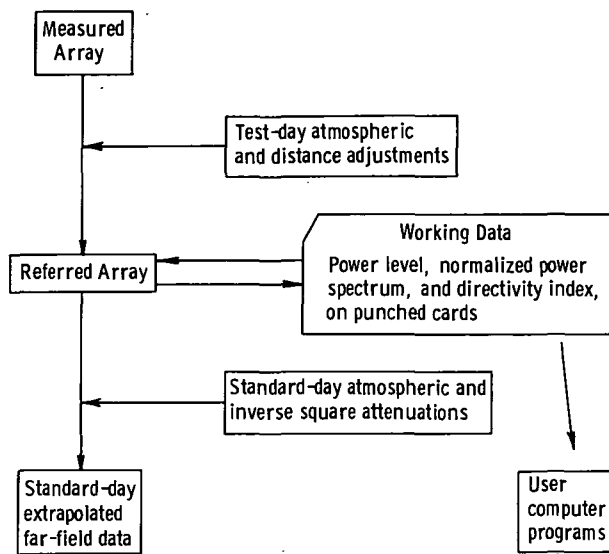 Measured
Array
Test-day atmospheric
and distance adjustments
Working Data
Power level, normalized power
spectrum, and directivity index,
on punched cards
Referred Array
Standard-day atmospheric and
inverse square attenuations
Standard-day
extrapolated
far-field data
User
computer
programs